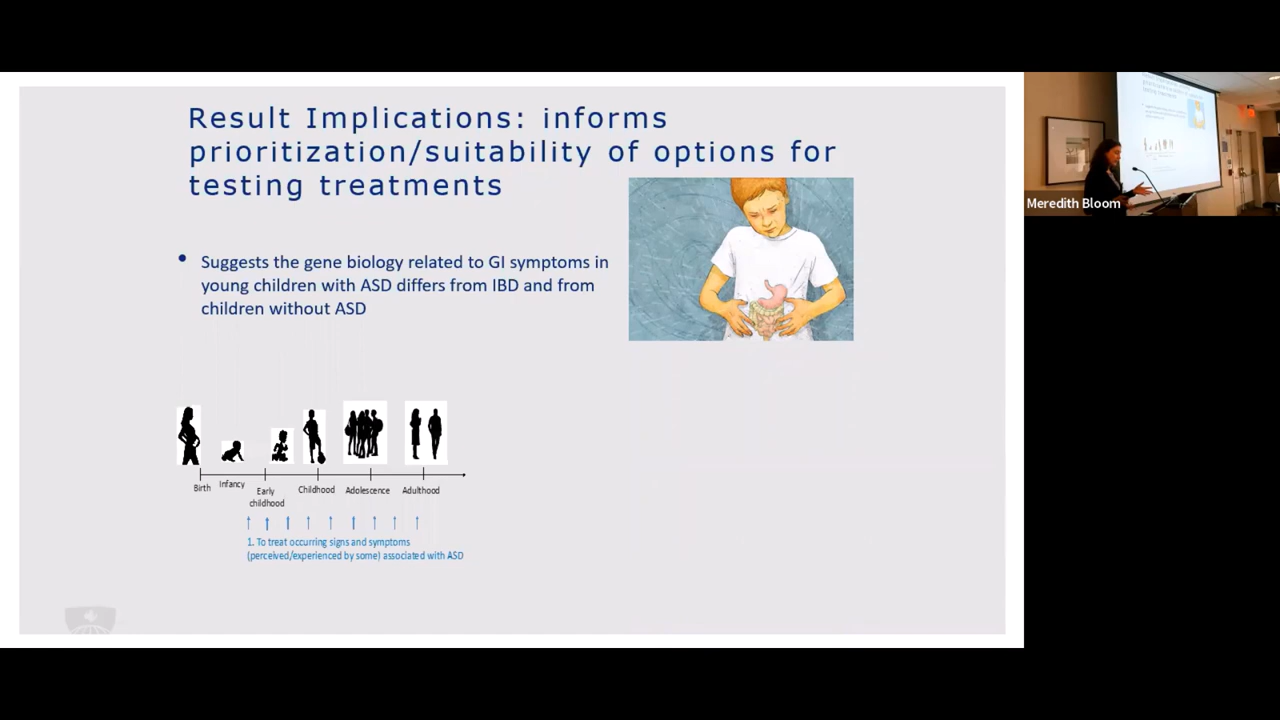 Result Implications: informs
prioritization/suitability of options for
testing treatments
• Suggests the gene biology related to GI symptoms in
young children with ASD differs from IBD and from
children without ASD
Birth
Infancy
Early
childhood
Childhood
Adolescence
Adulthood
1. To treat occurring signs and symptoms
(perceived/experienced by some) associated with ASD
Meredith Bloom